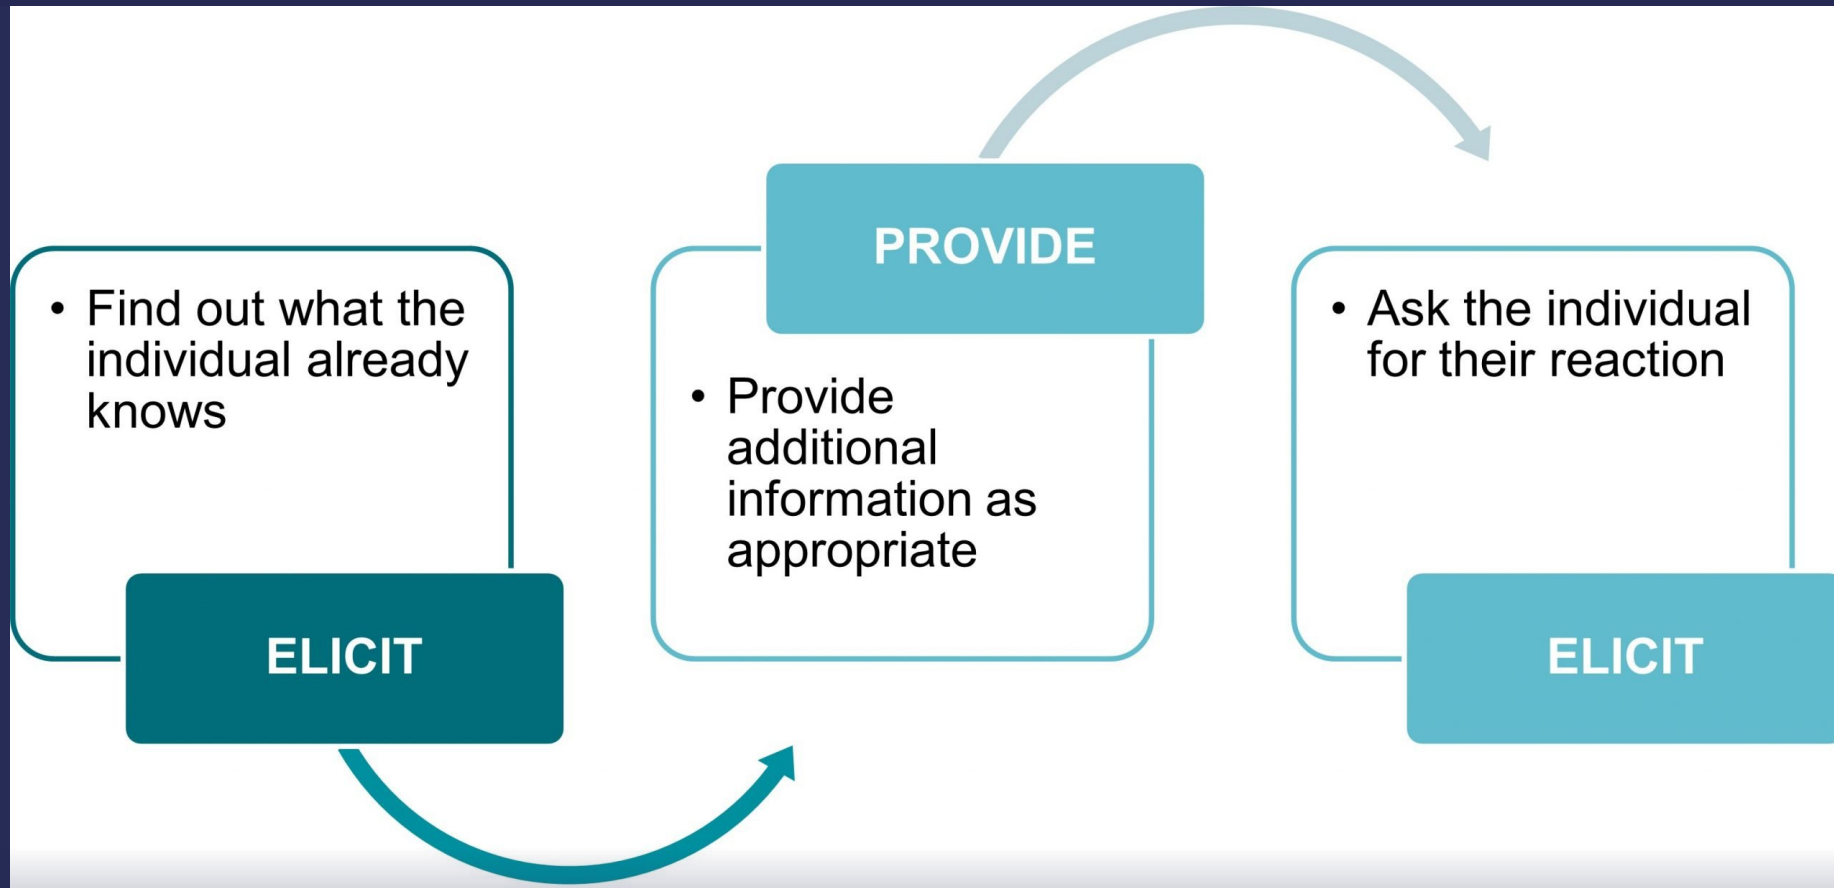 • Find out what the
individual already
knows
ELICIT
PROVIDE
• Provide
additional
information as
appropriate
• Ask the individual
for their reaction
ELICIT